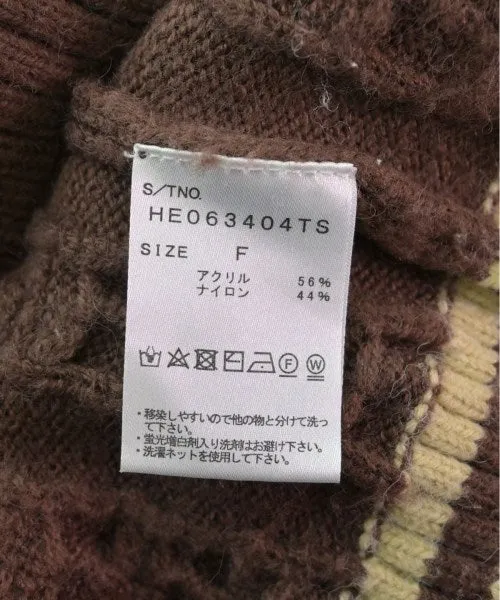 S/TNO.
HE063404TS
SIZE F
アクリル 56%
ナイロン 44%
F W
・移染しやすいので他の物と分けて洗っ
て下さい。
・蛍光増白剤入り洗剤はお避け下さい。
・洗濯ネットを使用して下さい。